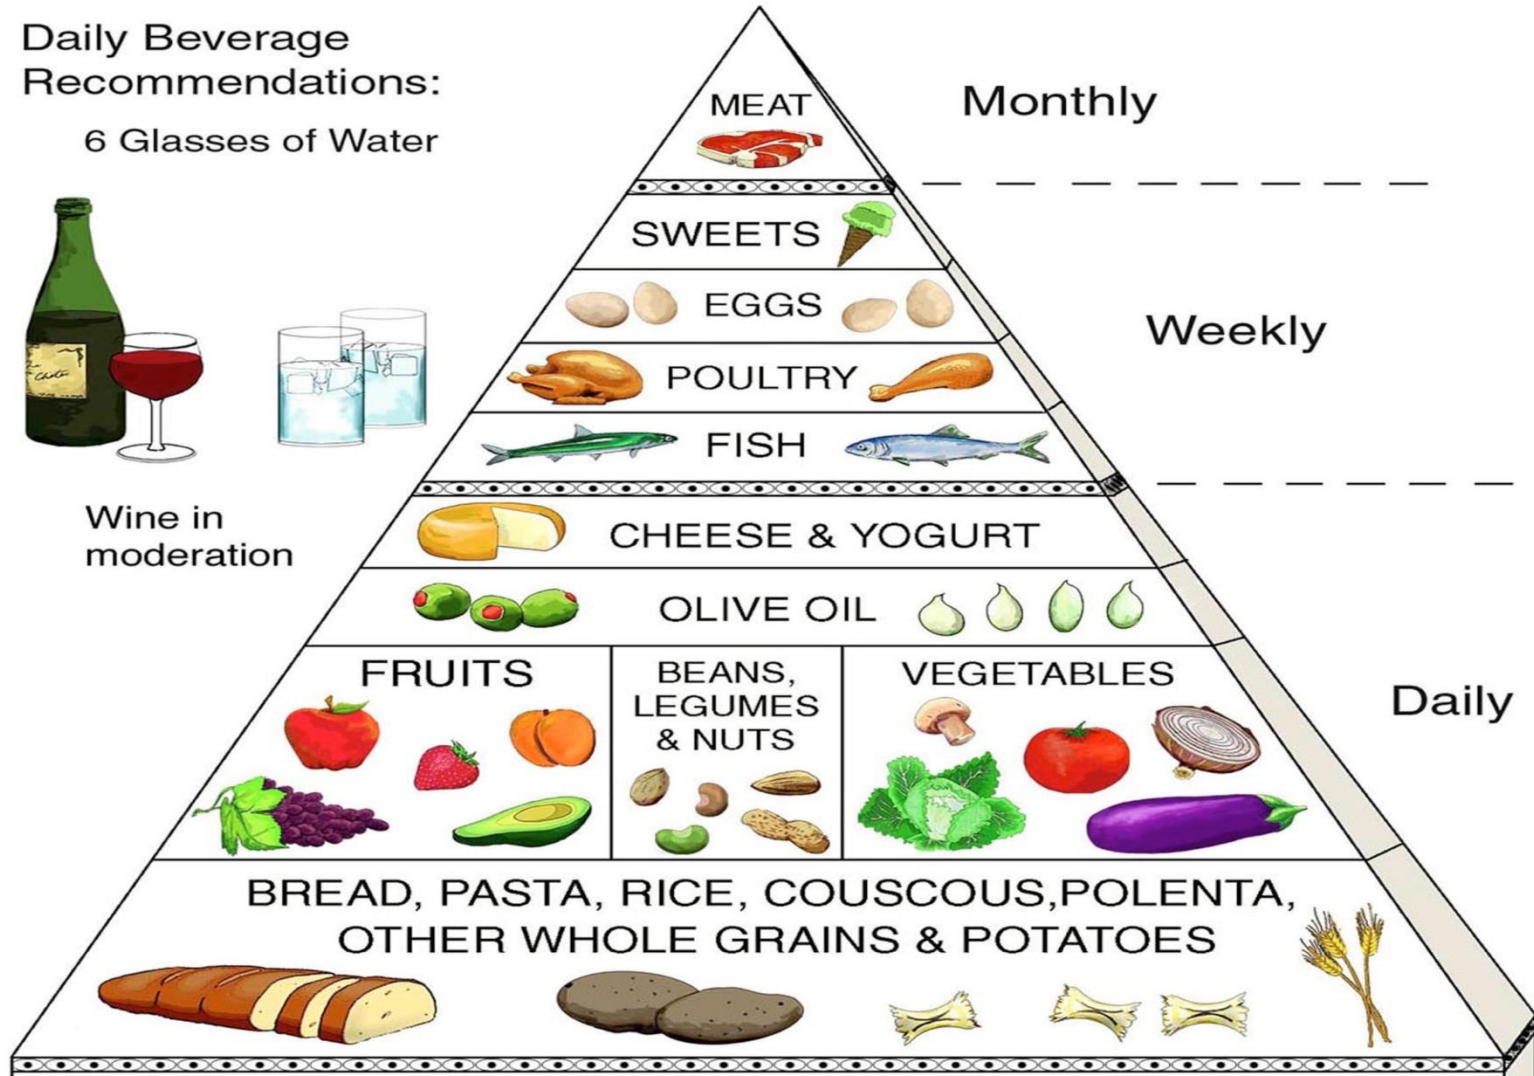 Daily Beverage
Recommendations:
6 Glasses of Water
Wine in
moderation
MEAT
Monthly
SWEETS
EGGS
POULTRY
FISH
Weekly
CHEESE & YOGURT
OLIVE OIL
FRUITS
BEANS,
LEGUMES
& NUTS
VEGETABLES
Daily
BREAD, PASTA, RICE, COUSCOUS,POLENTA,
OTHER WHOLE GRAINS & POTATOES